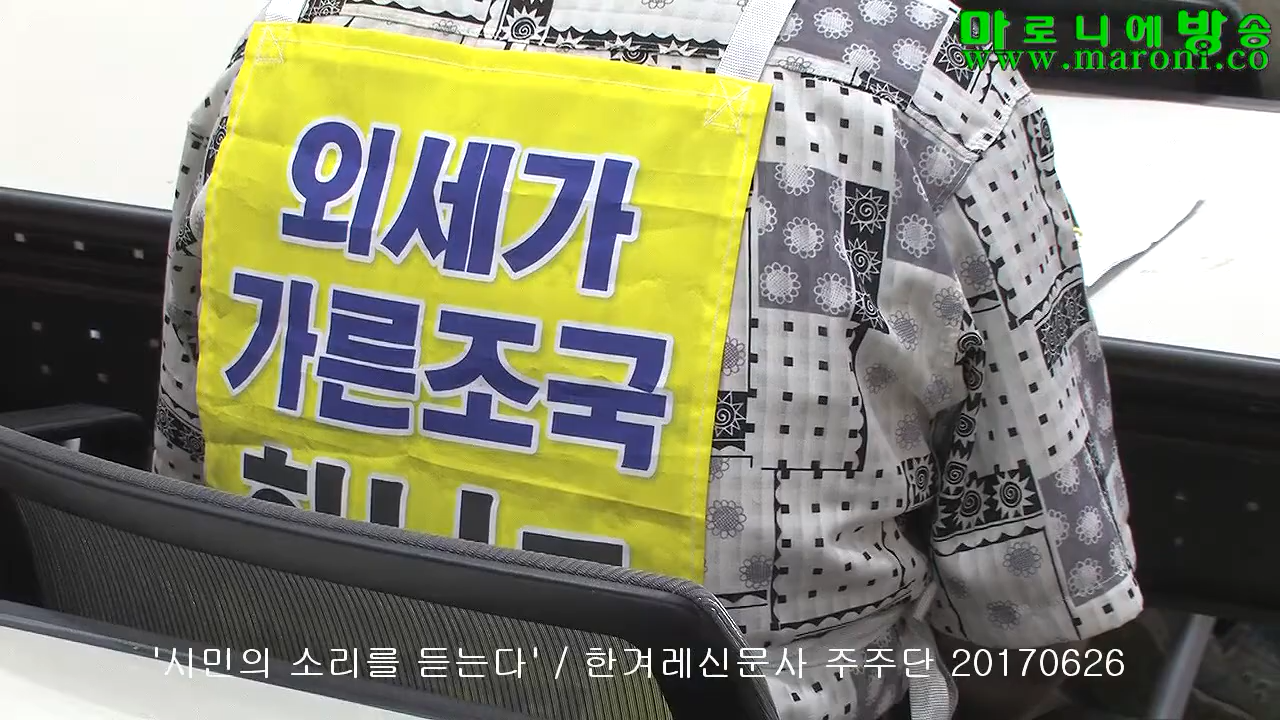 마로니에방송
www.maroni.co
외세가
가른조국
'시민의 소리를 듣는다' / 한겨레신문사 주주단 20170626